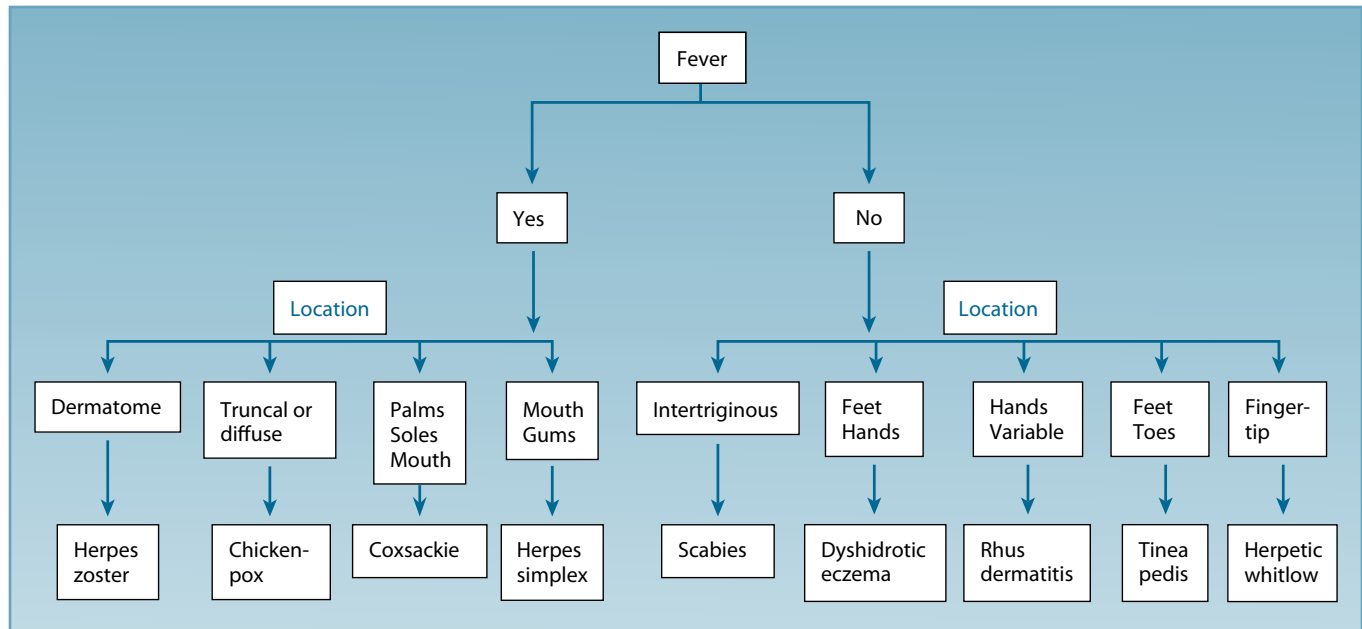 Fever
Yes
No
Location
Location
Dermatome
Truncal or
diffuse
Palms
Soles
Mouth
Mouth
Gums
Intertriginous
Feet
Hands
Hands
Variable
Feet
Toes
Finger-
tip
Herpes
zoster
Chicken-
pox
Coxsackie
Herpes
simplex
Scabies
Dyshidrotic
eczema
Rhus
dermatitis
Tinea
pedis
Herpetic
whitlow